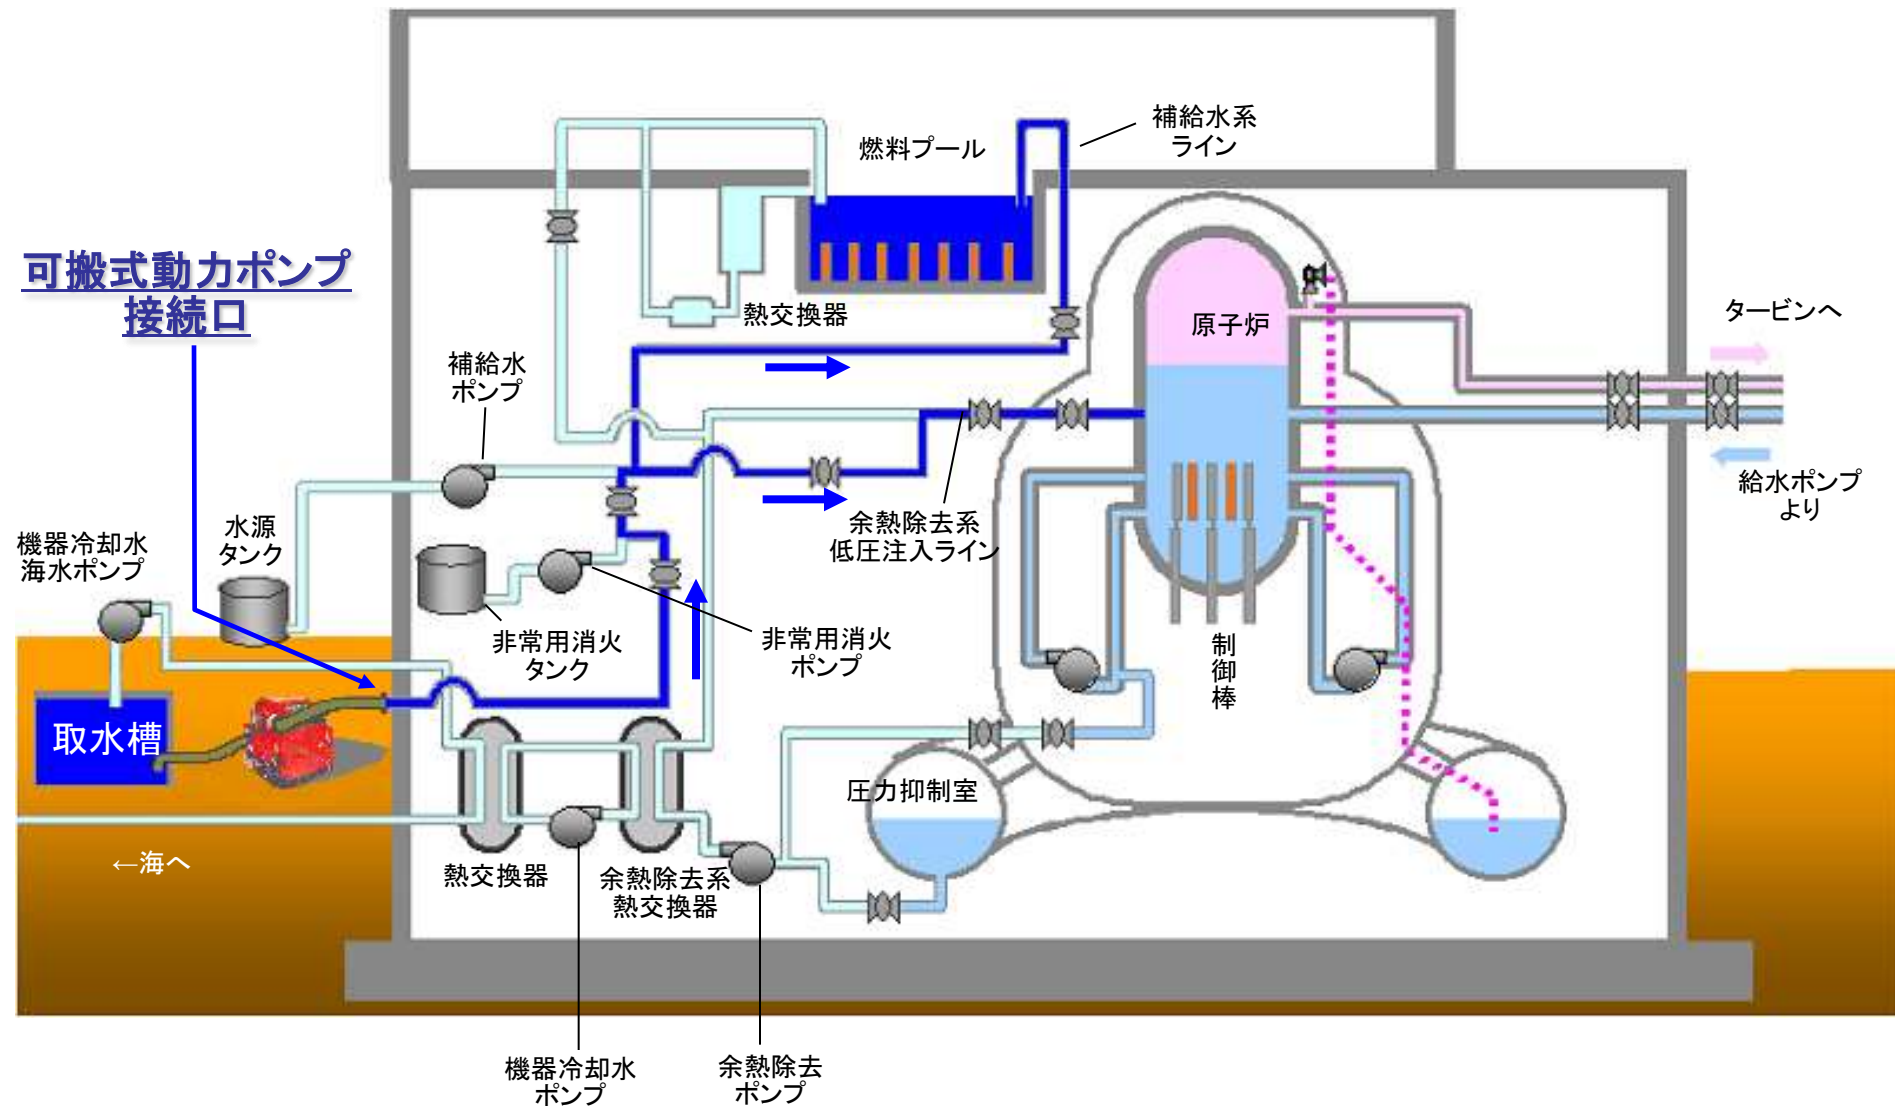 補給水系
ライン
燃料プール
可搬式動力ポンプ
接続口
熱交換器
原子炉
タービンへ
補給水
ポンプ
給水ポンプ
より
水源
タンク
機器冷却水
海水ポンプ
余熱除去系
低圧注入ライン
非常用消火
タンク
非常用消火
ポンプ
制
御
棒
取水槽
圧力抑制室
←海へ
熱交換器
余熱除去系
熱交換器
機器冷却水
ポンプ
余熱除去
ポンプ